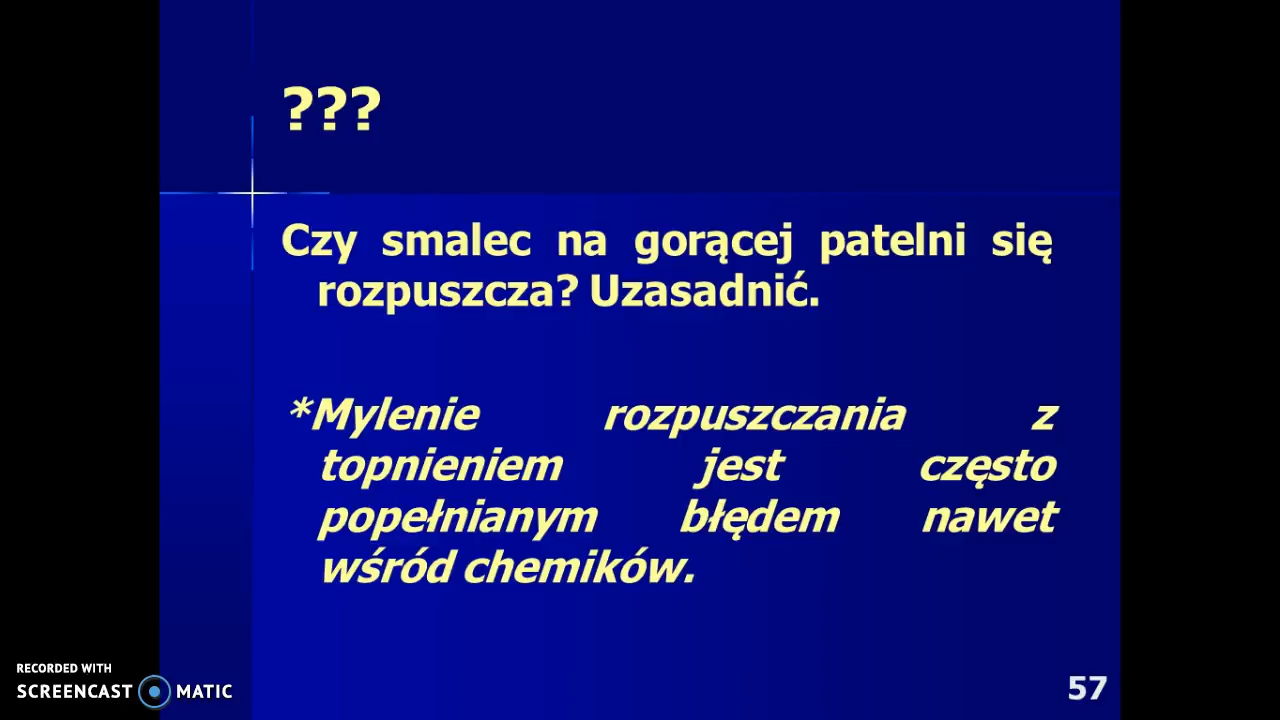 ???
Czy smalec na gorącej patelni się
rozpuszcza? Uzasadnić.
*Mylenie rozpuszczania z
topnieniem jest często
popełnianym błędem nawet
wśród chemików.
RECORDED WITH
SCREENCAST MATIC
57